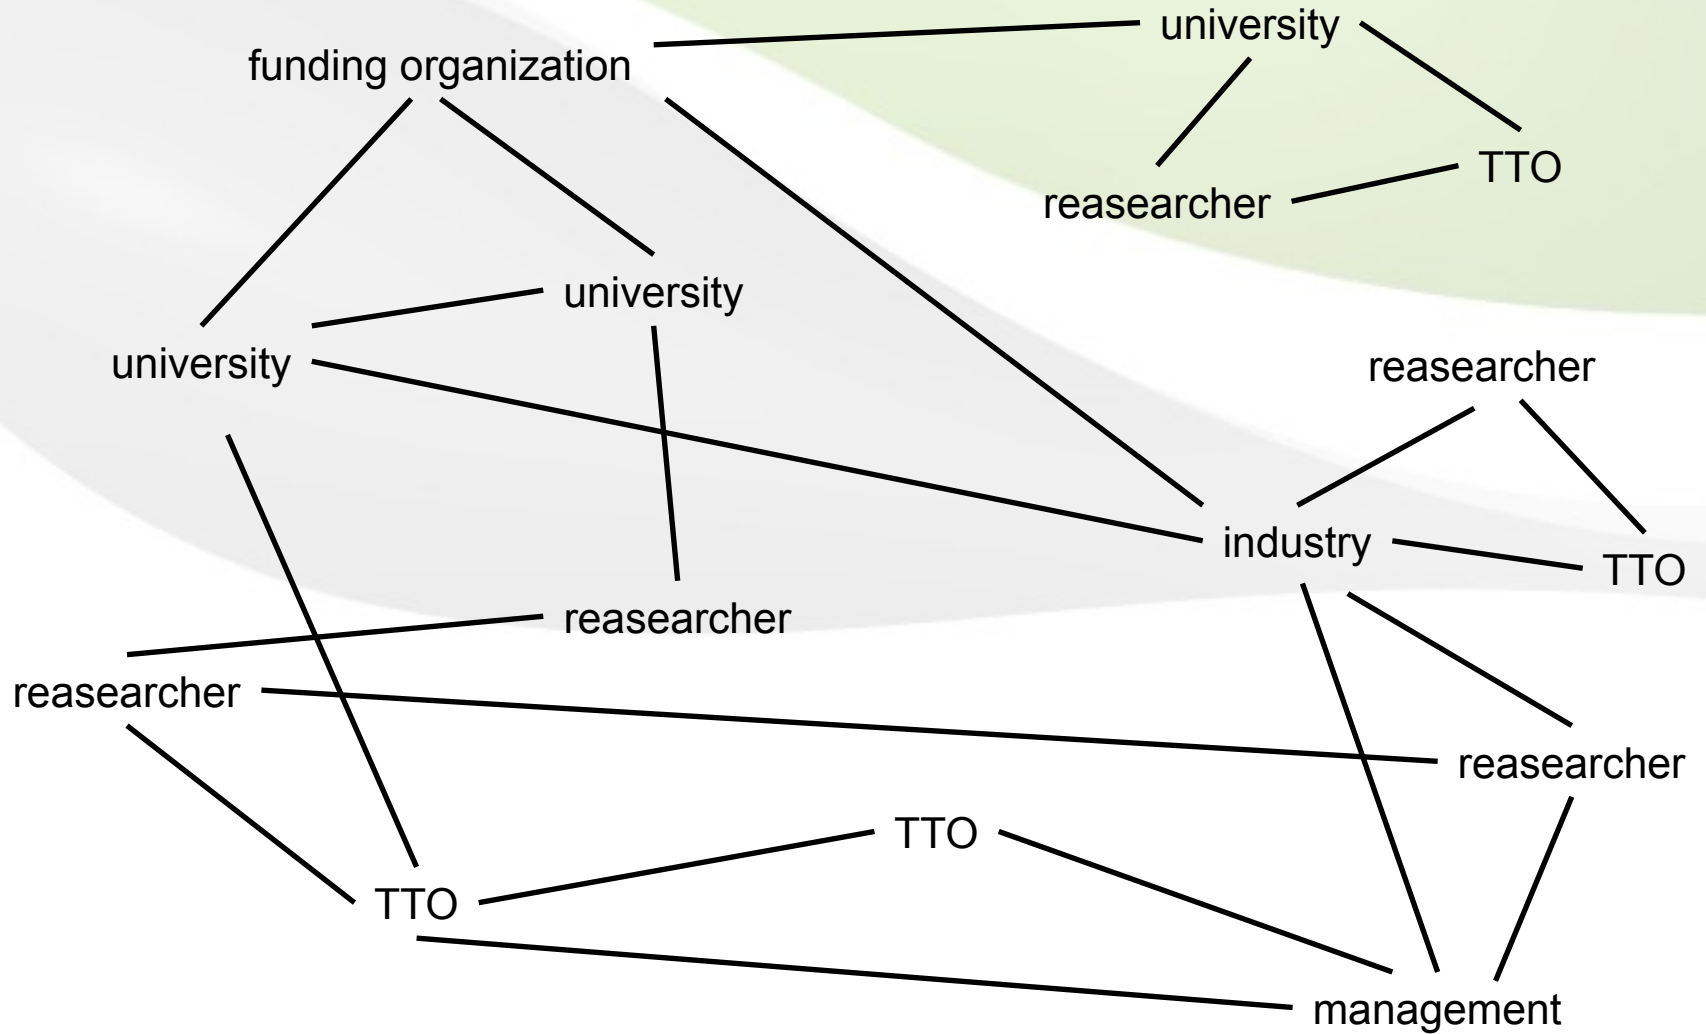 university
funding organization
TTO
reasearcher
university
university
reasearcher
industry
TTO
reasearcher
reasearcher
reasearcher
TTO
TTO
management